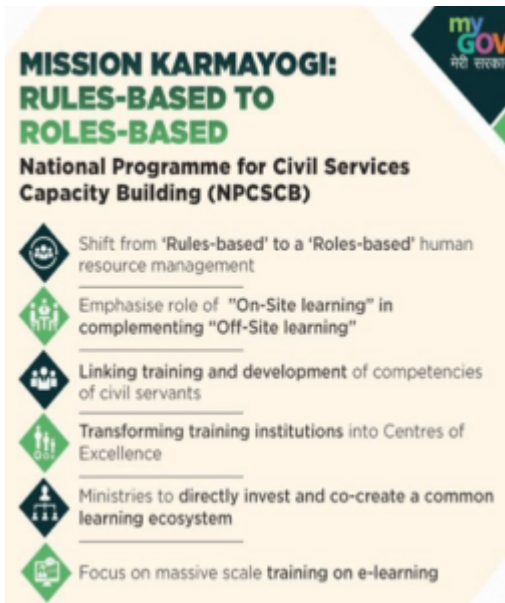 my
GOV
मेरी सरकार
MISSION KARMAYOGI:
RULES-BASED TO
ROLES-BASED
National Programme for Civil Services
Capacity Building (NPCSCB)
Shift from ‘Rules-based’ to a ‘Roles-based’ human
resource management
Emphasise role of "On-Site learning” in
complementing “Off-Site learning”
Linking training and development of competencies
of civil servants
Transforming training institutions into Centres of
Excellence
Ministries to directly invest and co-create a common
learning ecosystem
Focus on massive scale training on e-learning